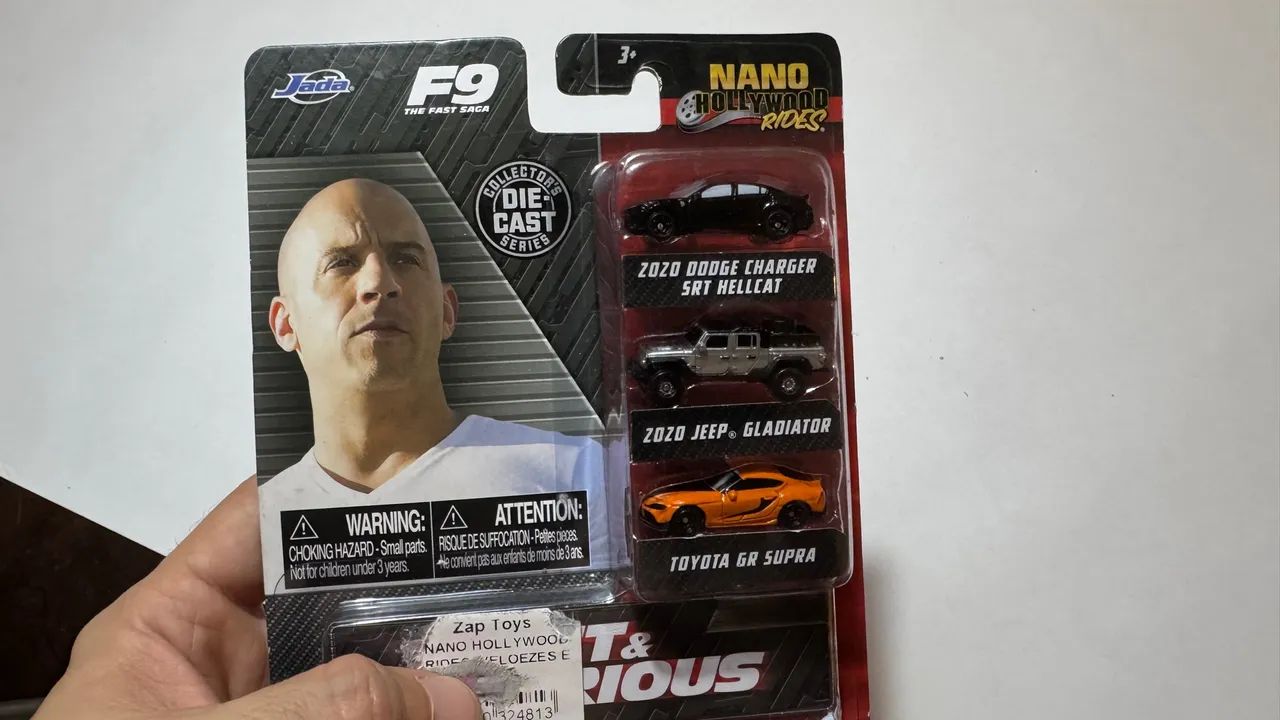 Jada
F9
THE FAST SAGA
COLLECTOR'S
DIE-
CAST
SERIES
3+
NANO
HOLLYWOOD
RIDES
2020 DODGE CHARGER
SRT HELLCAT
2020 JEEP® GLADIATOR
TOYOTA GR SUPRA
WARNING:
CHOKING HAZARD - Small parts.
Not for children under 3 years.
ATTENTION:
RISQUE DE SUFFOCATION - Petites pièces.
Ne convient pas aux enfants de moins de 3 ans.
Zap Toys
NANO HOLLYWOOD
324813
&